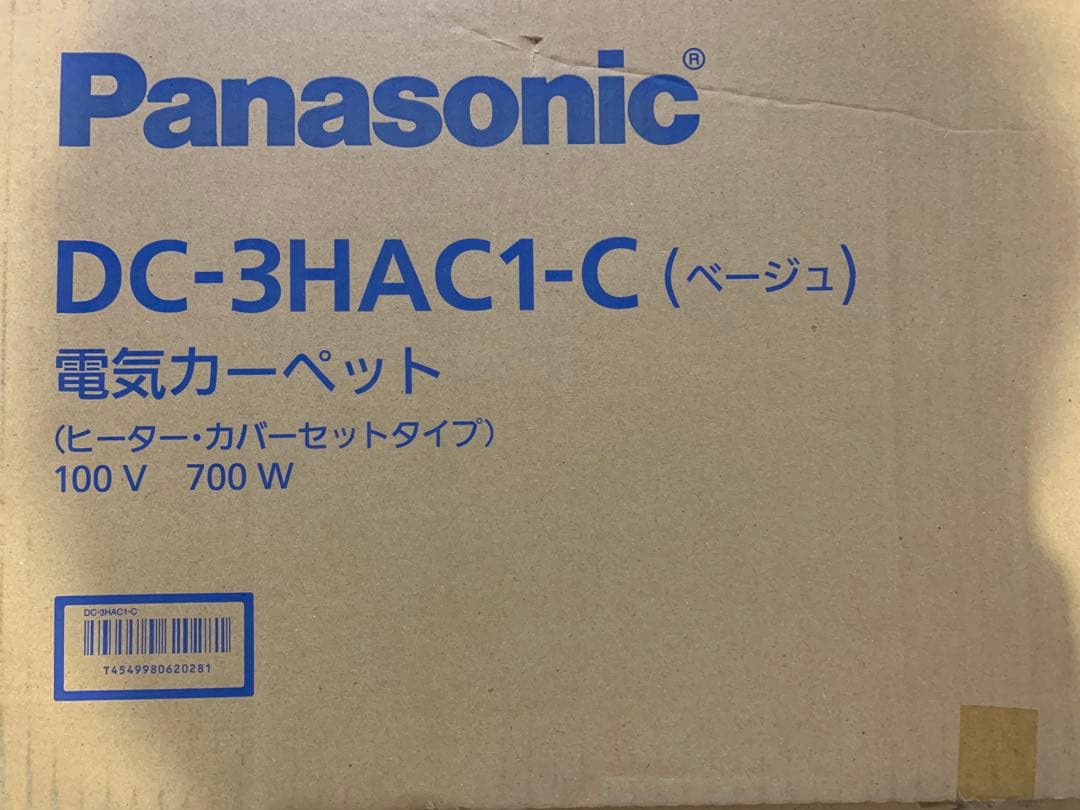 Panasonic®
DC-3HAC1-C (ベージュ)
電気カーペット
(ヒーター・カバーセットタイプ)
100 V 700 W
DC-3HAC1-C
T4549980620281